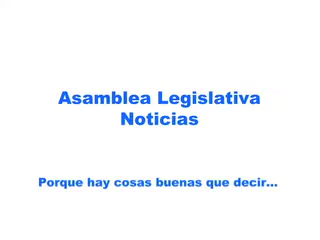 Asamblea Legislativa
Noticias
Porque hay cosas buenas que decir...